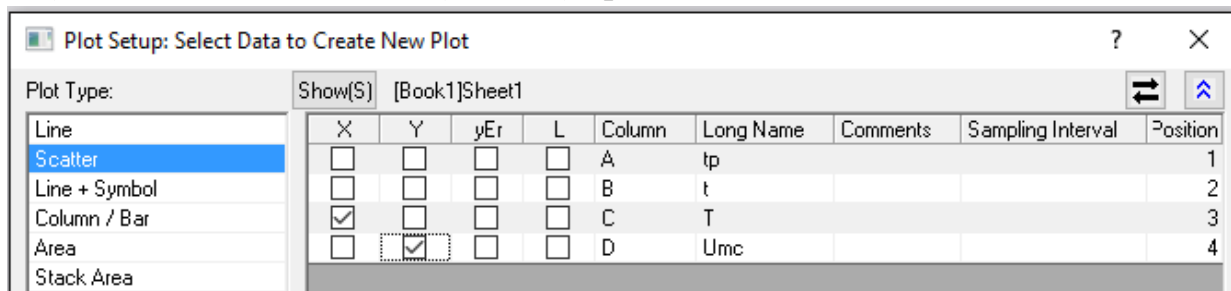 Plot Setup: Select Data to Create New Plot ?
Plot Type: Show(S) [Book1]Sheet1
Line X Y yEr L Column Long Name Comments Sampling Interval Position
Scatter A tp 1
Line + Symbol B t 2
Column / Bar C T 3
Area D Umc 4
Stack Area